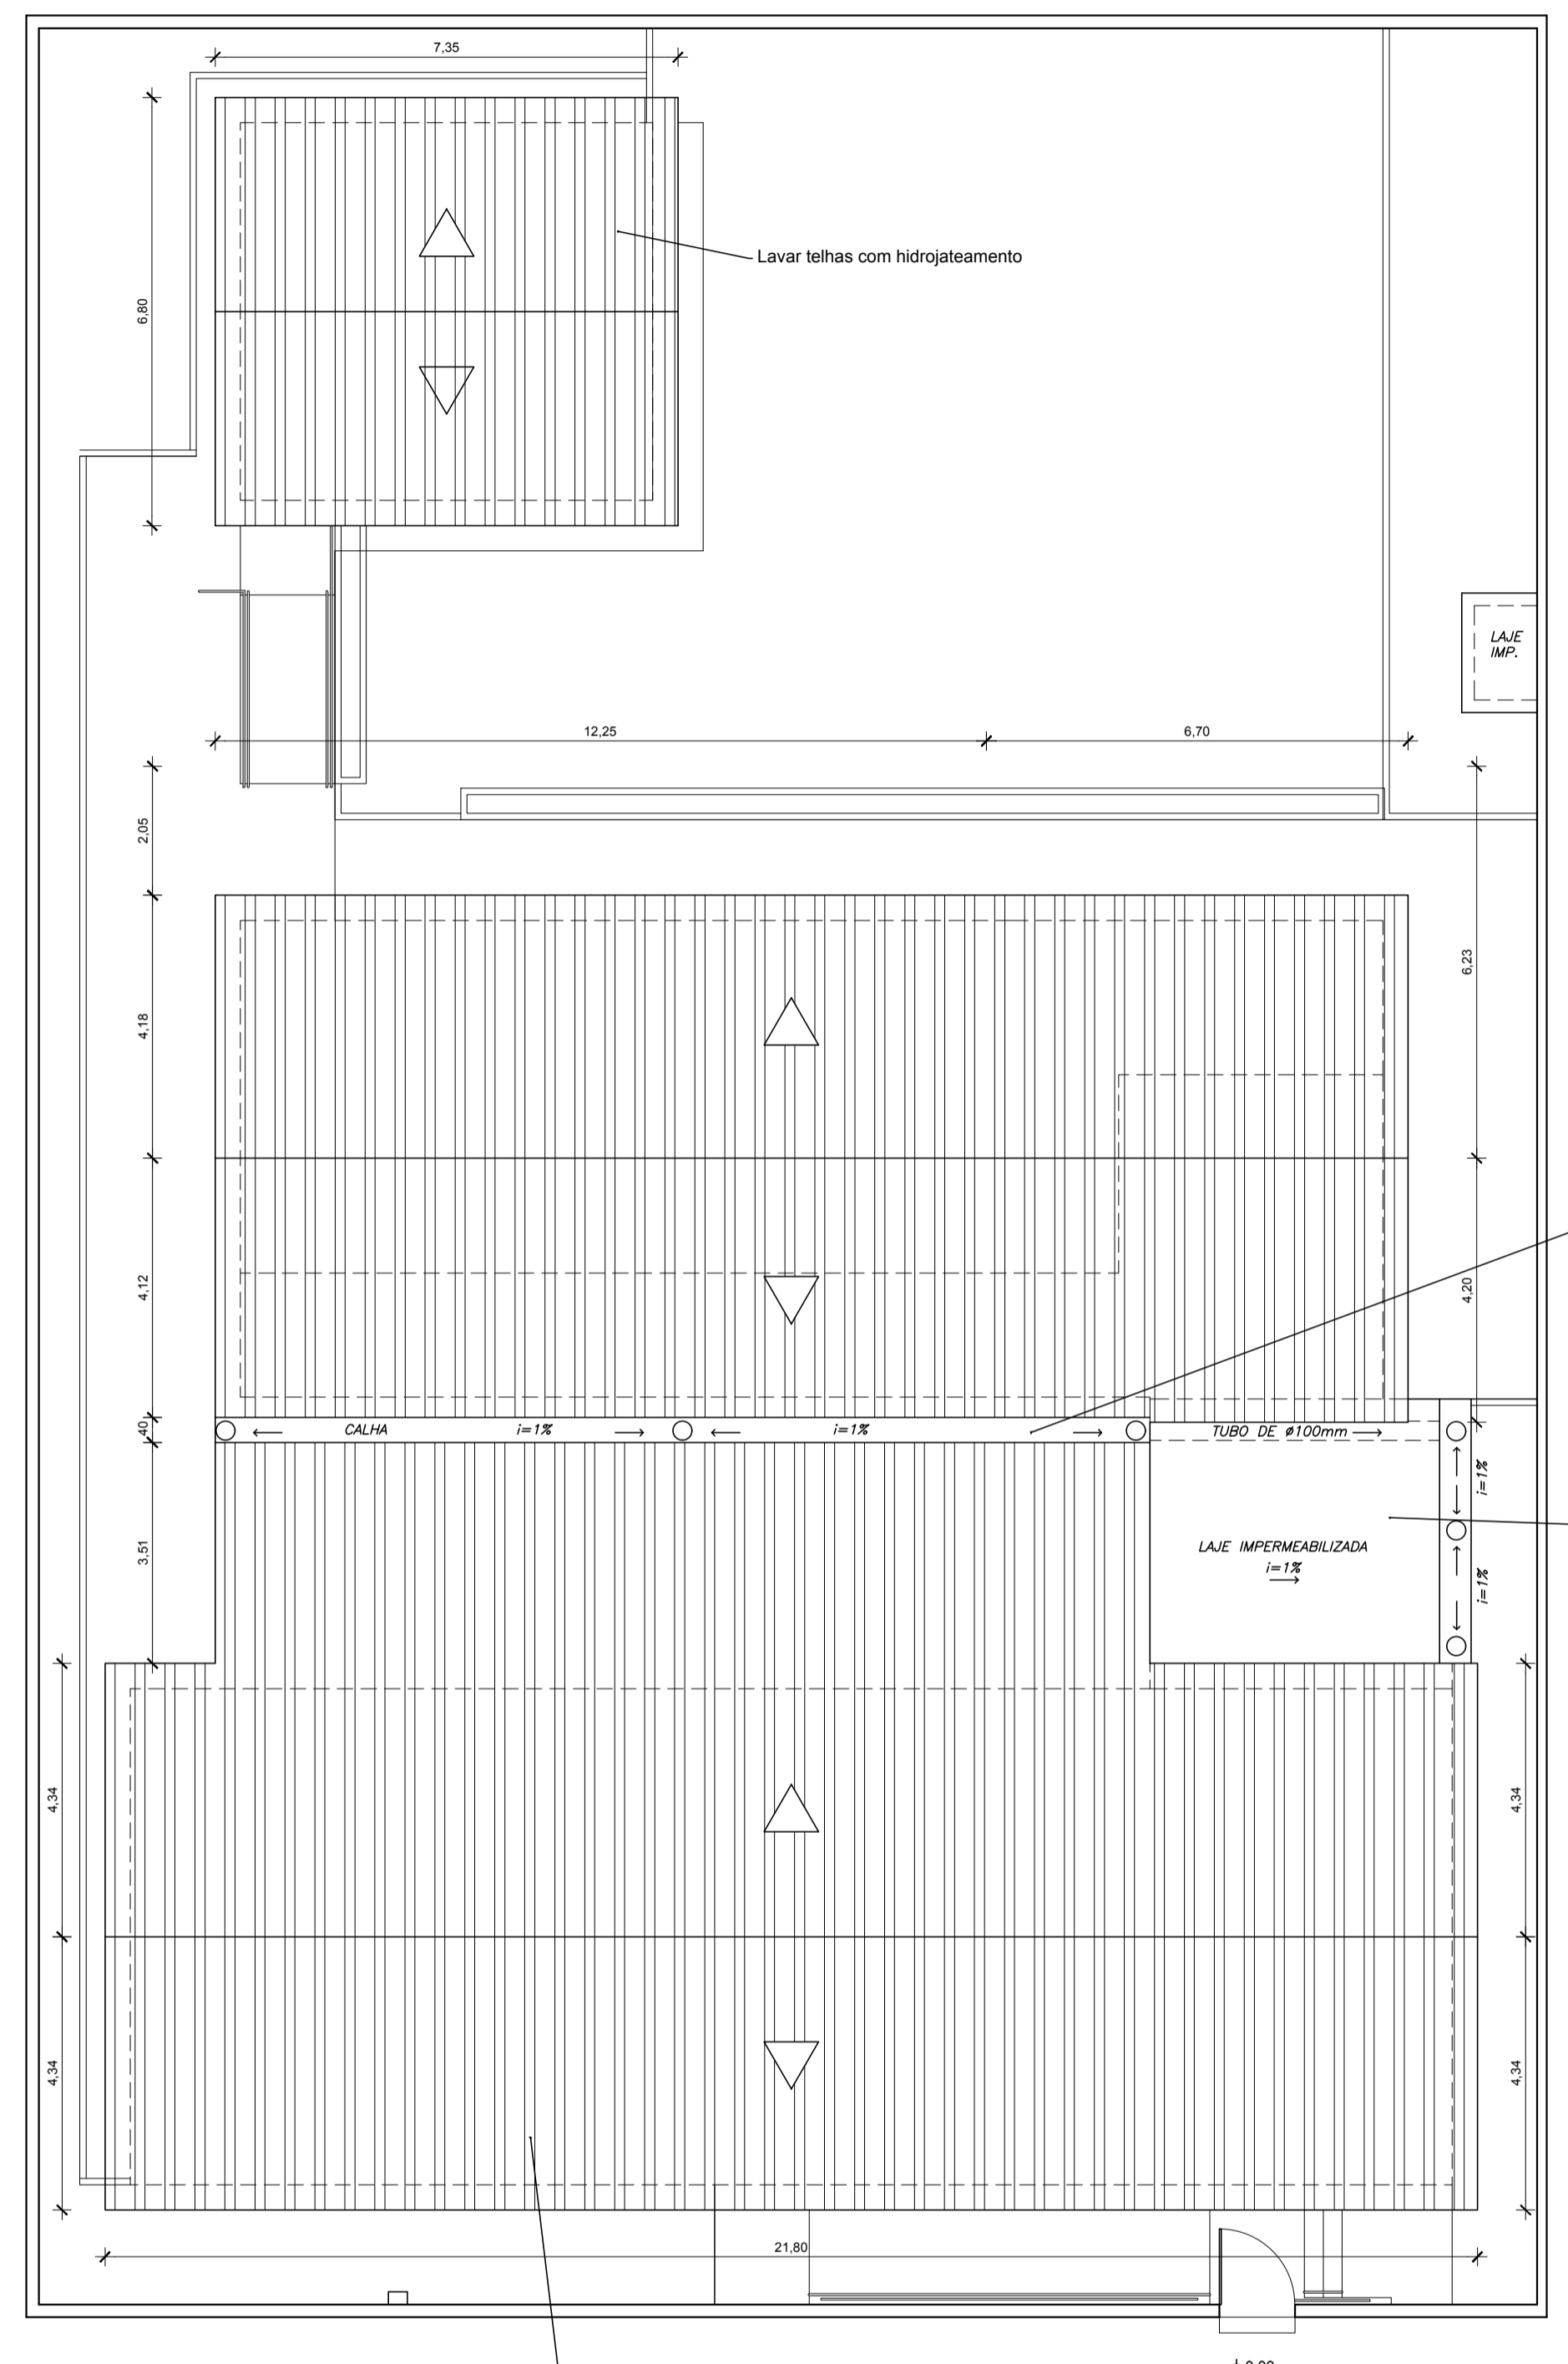 7,35
6,80
Lavar telhas com hidrojateamento
LAJE
IMP.
12,25
6,70
2,05
4,18
6,23
4,12
4,20
40
CALHA
i=1%
i=1%
TUBO DE ø100mm
i=1%
3,51
LAJE IMPERMEABILIZADA
i=1%
i=1%
4,34
4,34
4,34
4,34
21,80